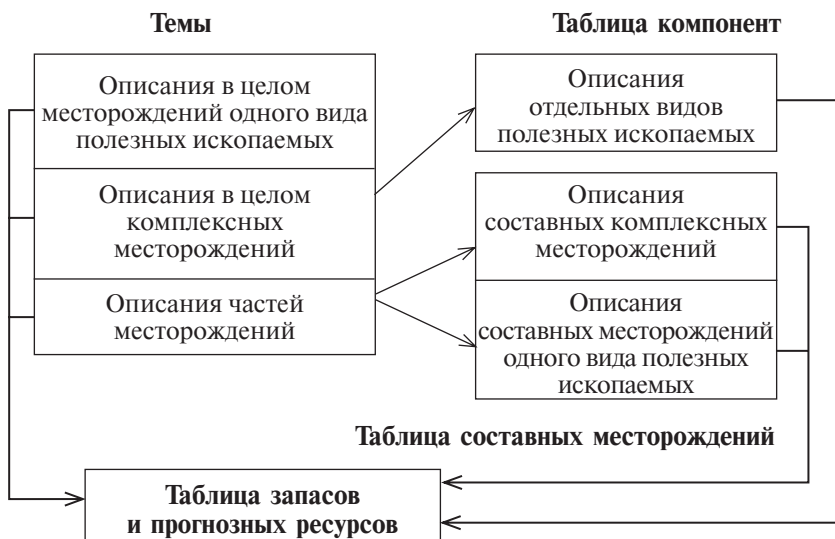 Темы
Описания в целом
месторождений одного вида
полезных ископаемых
Описания в целом
комплексных
месторождений
Описания частей
месторождений
Таблица компонент
Описания
отдельных видов
полезных ископаемых
Описания
составных комплексных
месторождений
Описания
составных месторождений
одного вида полезных
ископаемых
Таблица составных месторождений
Таблица запасов
и прогнозных ресурсов